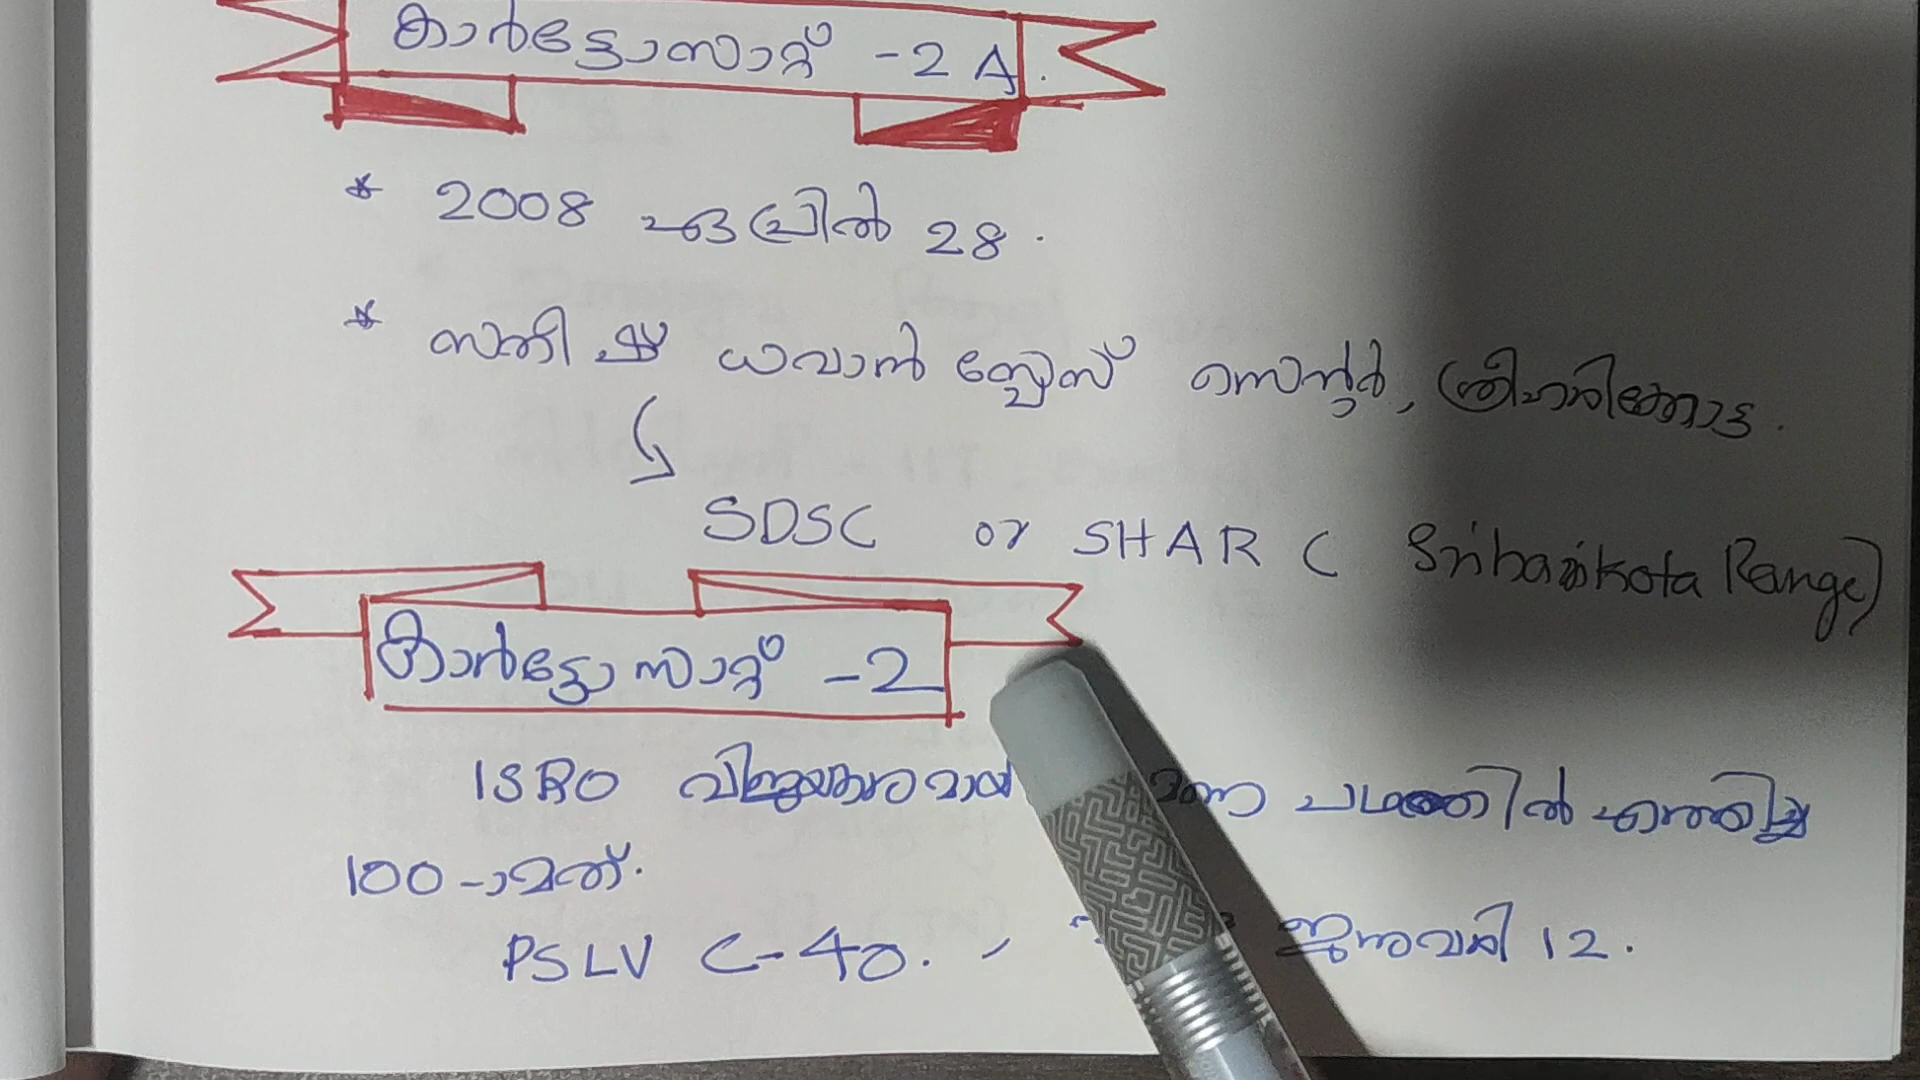 കാർട്ടോസാറ്റ് -2 A.
* 2008 ഏപ്രിൽ 28.
* സതീഷ് ധവാൻ സ്പേസ് സെന്റർ, ശ്രീഹരിക്കോട്ട.
SDSC or SHAR ( Sriharikota Range)
കാർട്ടോസാറ്റ് -2
ISRO വിജയകരമായി പഥത്തിൽ എത്തിച്ച
100-ാമത്.
PSLV C-40. , ജനുവരി 12.